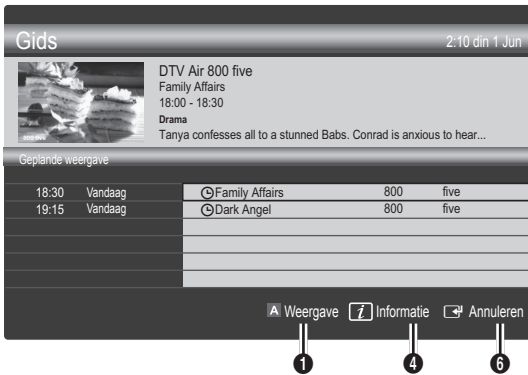 Gids 2:10 din 1 Jun
DTV Air 800 five
Family Affairs
18:00 - 18:30
Drama
Tanya confesses all to a stunned Babs. Conrad is anxious to hear...
Geplande weergave
18:30 Vandaag Family Affairs 800 five
19:15 Vandaag Dark Angel 800 five
A Weergave i Informatie Annuleren
1 4 6